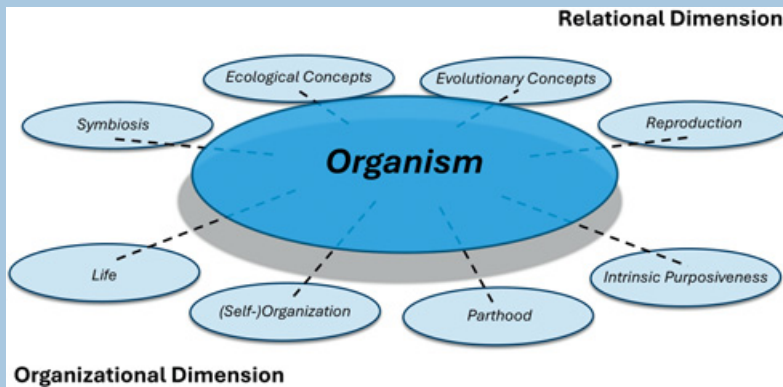 Relational Dimension
Ecological Concepts
Evolutionary Concepts
Symbiosis
Reproduction
Organism
Life
Intrinsic Purposiveness
(Self-)Organization
Parthood
Organizational Dimension